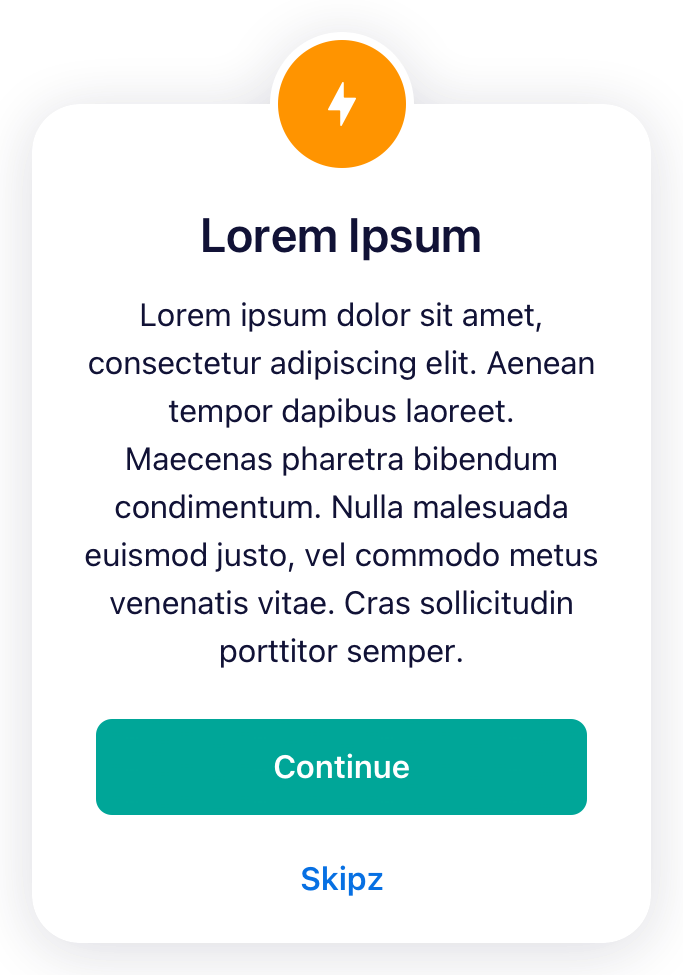 Lorem Ipsum
Lorem ipsum dolor sit amet,
consectetur adipiscing elit. Aenean
tempor dapibus laoreet.
Maecenas pharetra bibendum
condimentum. Nulla malesuada
euismod justo, vel commodo metus
venenatis vitae. Cras sollicitudin
porttitor semper.
Continue
Skipz